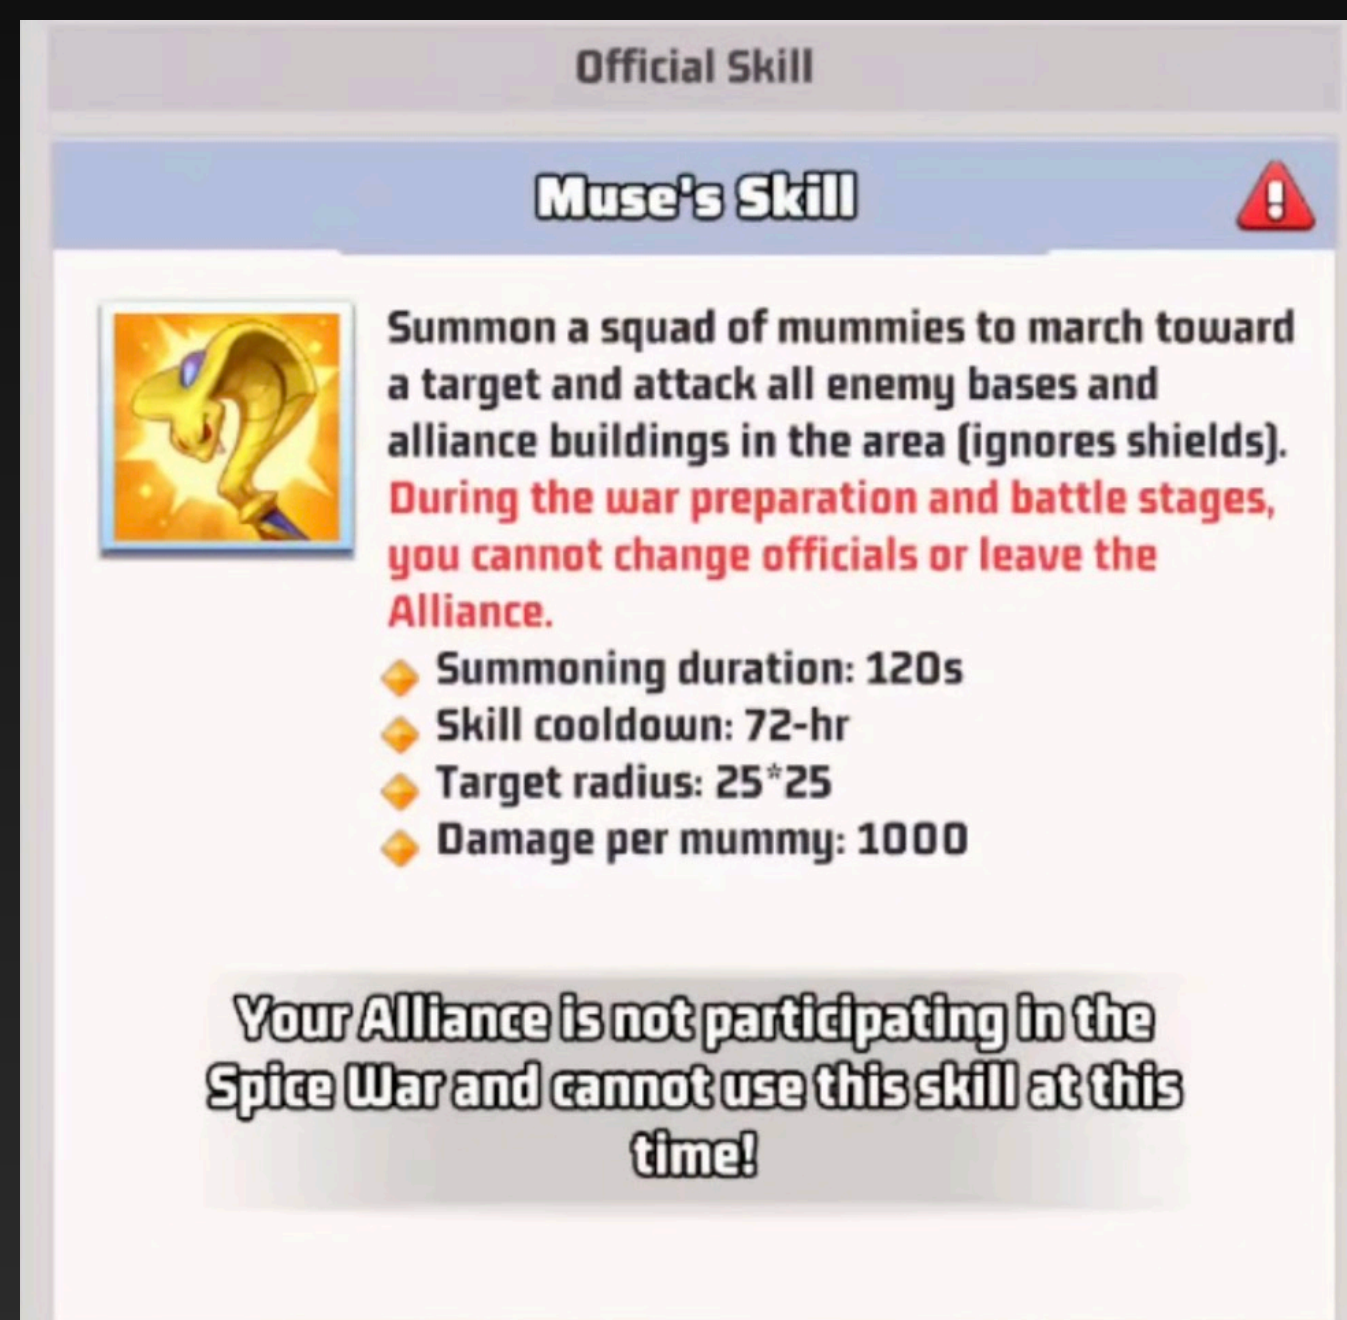 Official Skill
Muse's Skill
Summon a squad of mummies to march toward
a target and attack all enemy bases and
alliance buildings in the area (ignores shields).
During the war preparation and battle stages,
you cannot change officials or leave the
Alliance.
Summoning duration: 120s
Skill cooldown: 72-hr
Target radius: 25*25
Damage per mummy: 1000
Your Alliance is not participating in the
Spice War and cannot use this skill at this
time!